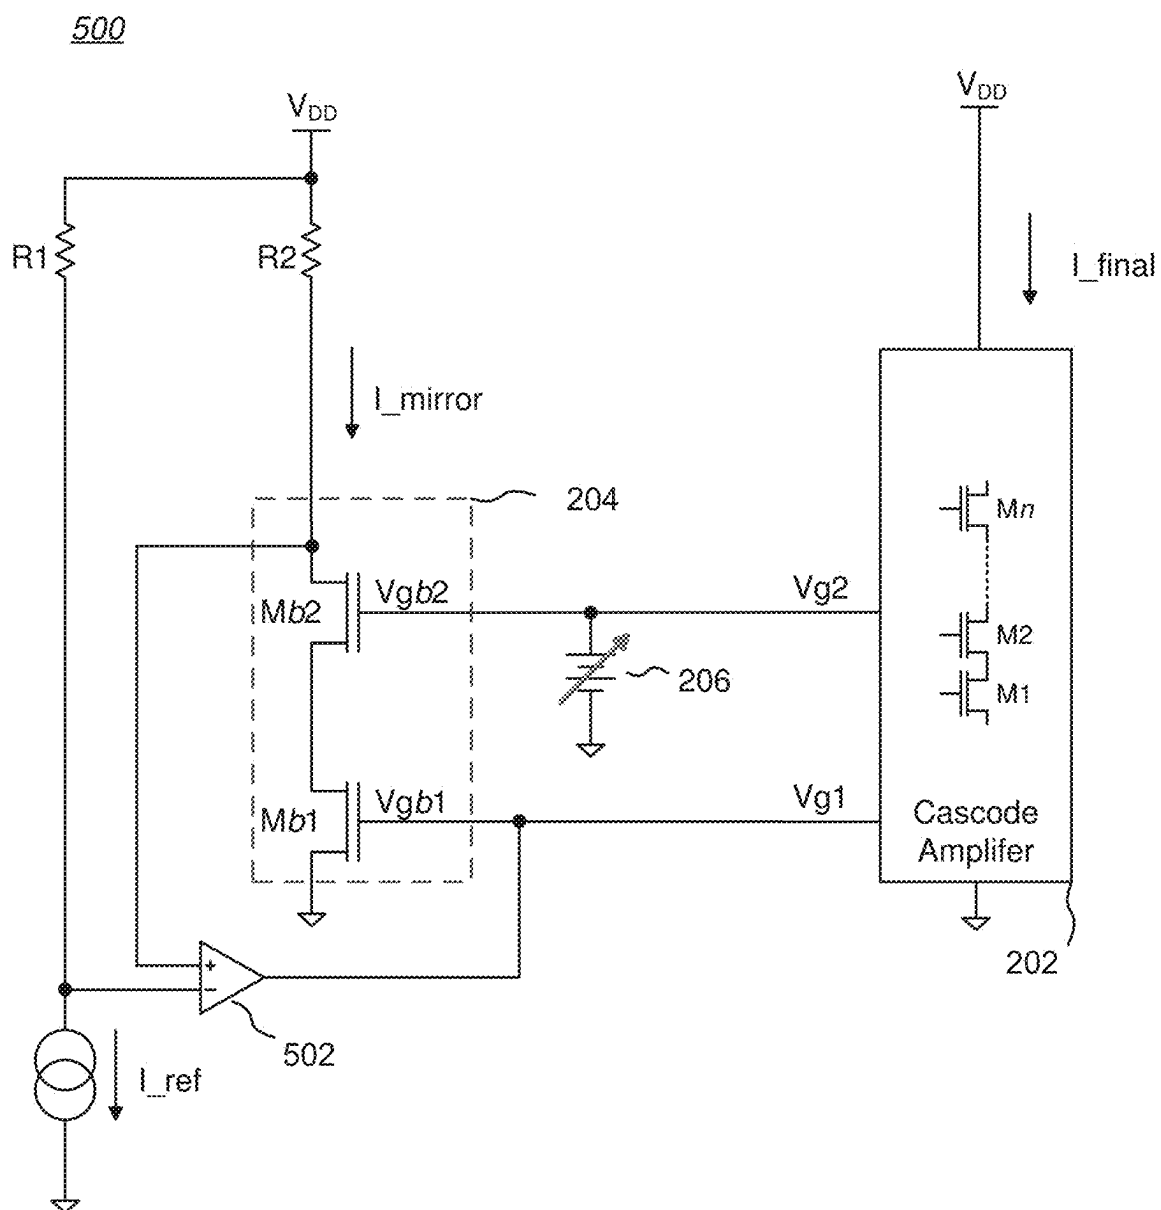 500
VDD
VDD
R1
R2
I_final
I_mirror
204
Mn
Mb2
Vgb2
Vg2
M2
206
M1
Mb1
Vgb1
Vg1
Cascode
Amplifer
+
−
202
502
I_ref